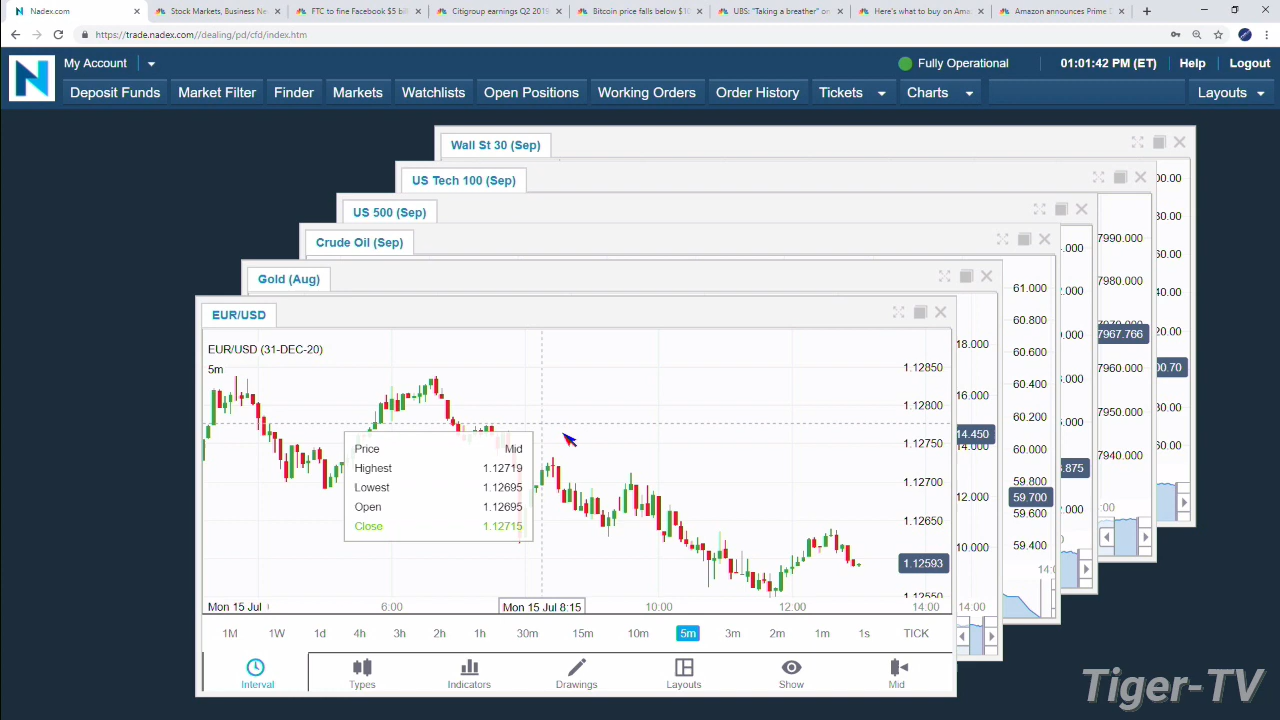 Nadex.com
Stock Markets, Business Ne
FTC to fine Facebook $5 bil
Citigroup earnings Q2 2019
Bitcoin price falls below $10
UBS: "Taking a breather" on
Here's what to buy on Ama
Amazon announces Prime D
https://trade.nadex.com//dealing/pd/cfd/index.htm
My Account
Fully Operational
01:01:42 PM (ET)
Help
Logout
Deposit Funds
Market Filter
Finder
Markets
Watchlists
Open Positions
Working Orders
Order History
Tickets
Charts
Layouts
Wall St 30 (Sep)
US Tech 100 (Sep)
US 500 (Sep)
Crude Oil (Sep)
Gold (Aug)
EUR/USD
EUR/USD (31-DEC-20)
5m
Price Mid
Highest 1.12719
Lowest 1.12695
Open 1.12695
Close 1.12715
1.12850
1.12800
1.12750
1.12700
1.12650
1.12593
1.12550
Mon 15 Jul
6:00
Mon 15 Jul 8:15
10:00
12:00
14:00
18.000
16.000
14.450
14.000
12.000
10.000
14:00
61.000
60.800
60.600
60.400
60.200
60.000
59.800
59.700
59.600
59.400
7990.000
7980.000
7967.766
7960.000
7950.000
7940.000
1M 1W 1d 4h 3h 2h 1h 30m 15m 10m 5m 3m 2m 1m 1s TICK
Interval
Types
Indicators
Drawings
Layouts
Show
Mid
Tiger-TV